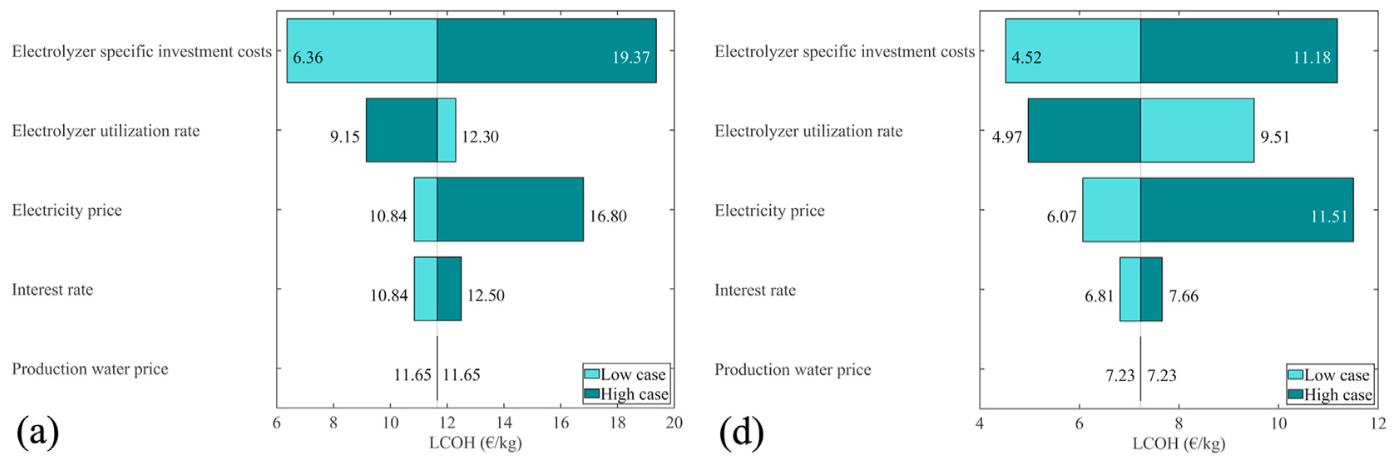 Electrolyzer specific investment costs
6.36
19.37
Electrolyzer utilization rate
9.15
12.30
Electricity price
10.84
16.80
Interest rate
10.84
12.50
Production water price
11.65
11.65
Low case
High case
6
8
10
12
14
16
18
20
LCOH (€/kg)
(a)
Electrolyzer specific investment costs
4.52
11.18
Electrolyzer utilization rate
4.97
9.51
Electricity price
6.07
11.51
Interest rate
6.81
7.66
Production water price
7.23
7.23
Low case
High case
4
6
8
10
12
LCOH (€/kg)
(d)